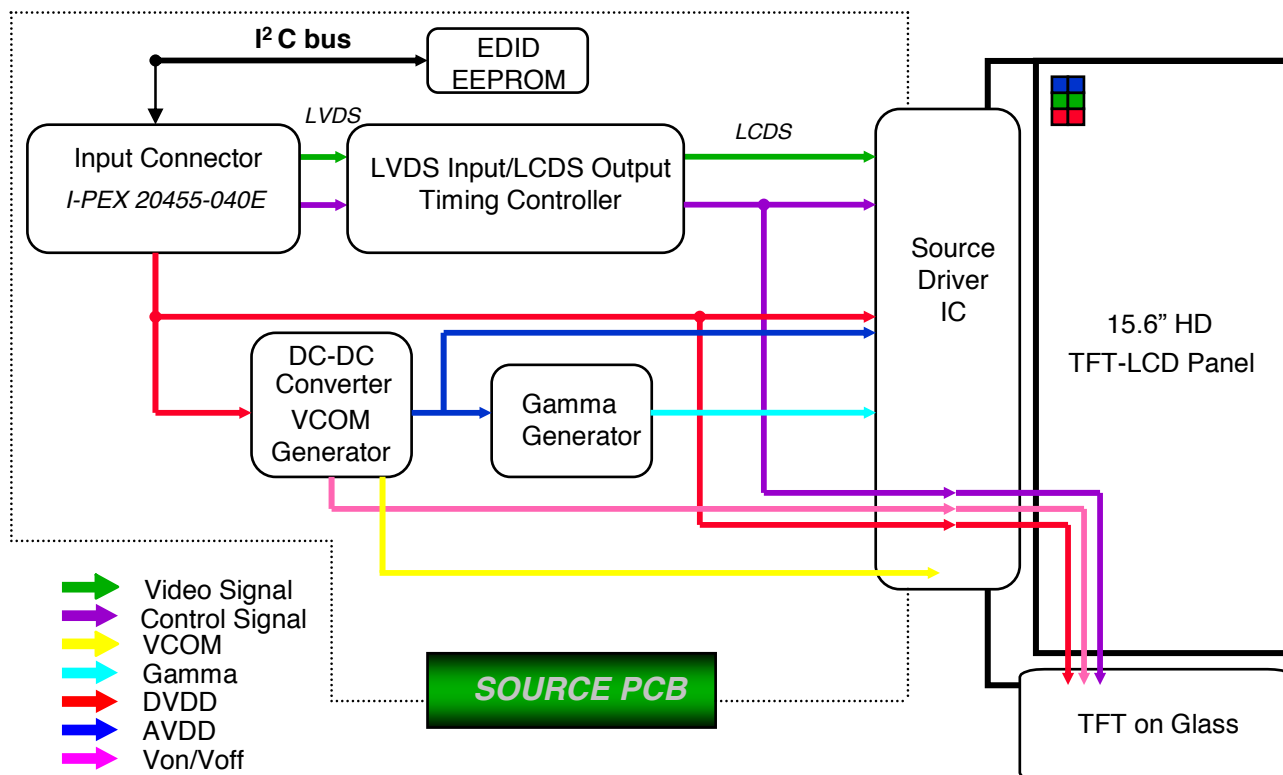 I² C bus
EDID
EEPROM
LVDS
LCDS
Input Connector
I-PEX 20455-040E
LVDS Input/LCDS Output
Timing Controller
Source
Driver
IC
15.6” HD
TFT-LCD Panel
DC-DC
Converter
VCOM
Generator
Gamma
Generator
Video Signal
Control Signal
VCOM
Gamma
DVDD
AVDD
Von/Voff
SOURCE PCB
TFT on Glass